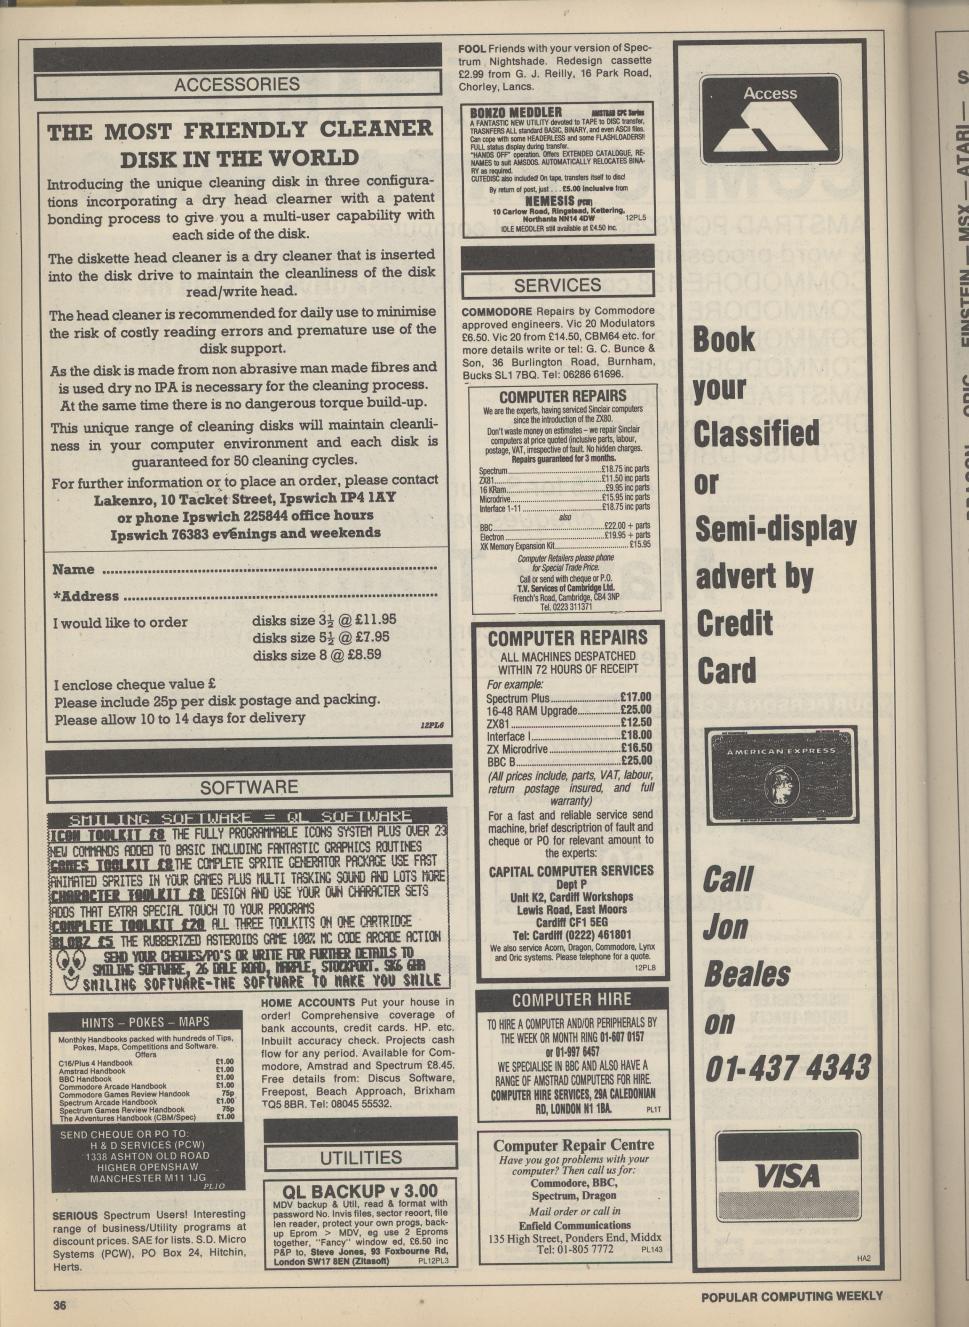 ACCESSORIES
THE MOST FRIENDLY CLEANER
DISK IN THE WORLD
Introducing the unique cleaning disk in three configura-
tions incorporating a dry head clearner with a patent
bonding process to give you a multi-user capability with
each side of the disk.
The diskette head cleaner is a dry cleaner that is inserted
into the disk drive to maintain the cleanliness of the disk
read/write head.
The head cleaner is recommended for daily use to minimise
the risk of costly reading errors and premature use of the
disk support.
As the disk is made from non abrasive man made fibres and
is used dry no IPA is necessary for the cleaning process.
At the same time there is no dangerous torque build-up.
This unique range of cleaning disks will maintain cleanli-
ness in your computer environment and each disk is
guaranteed for 50 cleaning cycles.
For further information or to place an order, please contact
Lakenro, 10 Tacket Street, Ipswich IP4 1AY
or phone Ipswich 225844 office hours
Ipswich 76383 evenings and weekends
Name
*Address
I would like to order
disks size 3½ @ £11.95
disks size 5½ @ £7.95
disks size 8 @ £8.59
I enclose cheque value £
Please include 25p per disk postage and packing.
Please allow 10 to 14 days for delivery
12PL6
SOFTWARE
SMILING SOFTWARE = QL SOFTWARE
ICON TOOLKIT £8 THE FULLY PROGRAMMABLE ICONS SYSTEM PLUS OVER 23
NEW COMMANDS ADDED TO BASIC INCLUDING FANTASTIC GRAPHICS ROUTINES
GAMES TOOLKIT £8 THE COMPLETE SPRITE GENERATOR PACKAGE USE FAST
ANIMATED SPRITES IN YOUR GAMES PLUS MULTI TASKING SOUND AND LOTS MORE
CHARACTER TOOLKIT £8 DESIGN AND USE YOUR OWN CHARACTER SETS
ADDS THAT EXTRA SPECIAL TOUCH TO YOUR PROGRAMS
COMPLETE TOOLKIT £20 ALL THREE TOOLKITS ON ONE CARTRIDGE
BLOBZ £5 THE RUBBERIZED ASTEROIDS GAME 100% MC CODE ARCADE ACTION
SEND YOUR CHEQUES/PO'S OR WRITE FOR FURTHER DETAILS TO
SMILING SOFTWARE, 26 DALE ROAD, MARPLE, STOCKPORT. SK6 6HA
SMILING SOFTWARE-THE SOFTWARE TO MAKE YOU SMILE
HINTS – POKES – MAPS
Monthly Handbooks packed with hundreds of Tips,
Pokes, Maps, Competitions and Software.
Offers
C16/Plus 4 Handbook £1.00
Amstrad Handbook £1.00
BBC Handbook £1.00
Commodore Arcade Handbook £1.00
Commodore Games Review Handbook 75p
Spectrum Arcade Handbook £1.00
Spectrum Games Review Handbook 75p
The Adventures Handbook (CBM/Spec) £1.00
SEND CHEQUE OR PO TO:
H & D SERVICES (PCW)
1338 ASHTON OLD ROAD
HIGHER OPENSHAW
MANCHESTER M11 1JG
PL10
SERIOUS Spectrum Users! Interesting
range of business/Utility programs at
discount prices. SAE for lists. S.D. Micro
Systems (PCW), PO Box 24, Hitchin,
Herts.
HOME ACCOUNTS Put your house in
order! Comprehensive coverage of
bank accounts, credit cards. HP. etc.
Inbuilt accuracy check. Projects cash
flow for any period. Available for Com-
modore, Amstrad and Spectrum £8.45.
Free details from: Discus Software,
Freepost, Beach Approach, Brixham
TQ5 8BR. Tel: 08045 55532.
UTILITIES
QL BACKUP v 3.00
MDV backup & Util, read & format with
password No. Invis files, sector reoort, file
len reader, protect your own progs, back-
up Eprom > MDV, eg use 2 Eproms
together, "Fancy" window ed, £6.50 inc
P&P to, Steve Jones, 93 Foxbourne Rd,
London SW17 8EN (Zitasoft) PL12PL3
FOOL Friends with your version of Spec-
trum Nightshade. Redesign cassette
£2.99 from G. J. Reilly, 16 Park Road,
Chorley, Lancs.
BONZO MEDDLER AMSTRAD CPC Series
A FANTASTIC NEW UTILITY devoted to TAPE to DISC transfer,
TRASNFERS ALL standard BASIC, BINARY, and even ASCII files.
Can cope with some HEADERLESS and some FLASHLOADERS!!
FULL status display during transfer.
"HANDS OFF" operation. Offers EXTENDED CATALOGUE, RE-
NAMES to suit AMSDOS. AUTOMATICALLY RELOCATES BINA-
RY as required.
CUTEDISC also included! On tape, transfers itself to disc!
By return of post, just . . . £5.00 inclusive from
NEMESIS (PCW)
10 Carlow Road, Ringstead, Kettering,
Northants NN14 4DW 12PL5
IDLE MEDDLER still available at £4.50 inc.
SERVICES
COMMODORE Repairs by Commodore
approved engineers. Vic 20 Modulators
£6.50. Vic 20 from £14.50, CBM64 etc. for
more details write or tel: G. C. Bunce &
Son, 36 Burlington Road, Burnham,
Bucks SL1 7BQ. Tel: 06286 61696.
COMPUTER REPAIRS
We are the experts, having serviced Sinclair computers
since the introduction of the ZX80.
Don't waste money on estimates – we repair Sinclair
computers at price quoted (inclusive parts, labour,
postage, VAT, irrespective of fault. No hidden charges.
Repairs guaranteed for 3 months.
Spectrum £18.75 inc parts
ZX81 £11.50 inc parts
16 KRam £9.95 inc parts
Microdrive £15.95 inc parts
Interface 1-11 £18.75 inc parts
also
BBC £22.00 + parts
Electron £19.95 + parts
XK Memory Expansion Kit £15.95
Computer Retailers please phone
for Special Trade Price.
Call or send with cheque or P.O.
T.V. Services of Cambridge Ltd.
French's Road, Cambridge, CB4 3NP
Tel. 0223 311371
COMPUTER REPAIRS
ALL MACHINES DESPATCHED
WITHIN 72 HOURS OF RECEIPT
For example:
Spectrum Plus £17.00
16-48 RAM Upgrade £25.00
ZX81 £12.50
Interface I £18.00
ZX Microdrive £16.50
BBC B £25.00
(All prices include, parts, VAT, labour,
return postage insured, and full
warranty)
For a fast and reliable service send
machine, brief description of fault and
cheque or PO for relevant amount to
the experts:
CAPITAL COMPUTER SERVICES
Dept P
Unit K2, Cardiff Workshops
Lewis Road, East Moors
Cardiff CF1 5EG
Tel: Cardiff (0222) 461801
We also service Acorn, Dragon, Commodore, Lynx
and Oric systems. Please telephone for a quote.
12PL8
COMPUTER HIRE
TO HIRE A COMPUTER AND/OR PERIPHERALS BY
THE WEEK OR MONTH RING 01-607 0157
or 01-997 6457
WE SPECIALISE IN BBC AND ALSO HAVE A
RANGE OF AMSTRAD COMPUTERS FOR HIRE.
COMPUTER HIRE SERVICES, 29A CALEDONIAN
RD, LONDON N1 1BA. PL1T
Computer Repair Centre
Have you got problems with your
computer? Then call us for:
Commodore, BBC,
Spectrum, Dragon
Mail order or call in
Enfield Communications
135 High Street, Ponders End, Middx
Tel: 01-805 7772 PL143
Access
Book
your
Classified
or
Semi-display
advert by
Credit
Card
AMERICAN EXPRESS
Call
Jon
Beales
on
01-437 4343
VISA
HA2
36
POPULAR COMPUTING WEEKLY
EINSTEIN — MSX — ATARI —